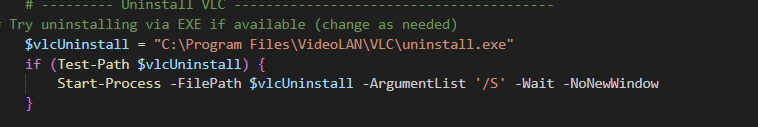 # --------- Uninstall VLC ----------------------------------------
# Try uninstalling via EXE if available (change as needed)
$vlcUninstall = "C:\Program Files\VideoLAN\VLC\uninstall.exe"
if (Test-Path $vlcUninstall) {
Start-Process -FilePath $vlcUninstall -ArgumentList '/S' -Wait -NoNewWindow
}